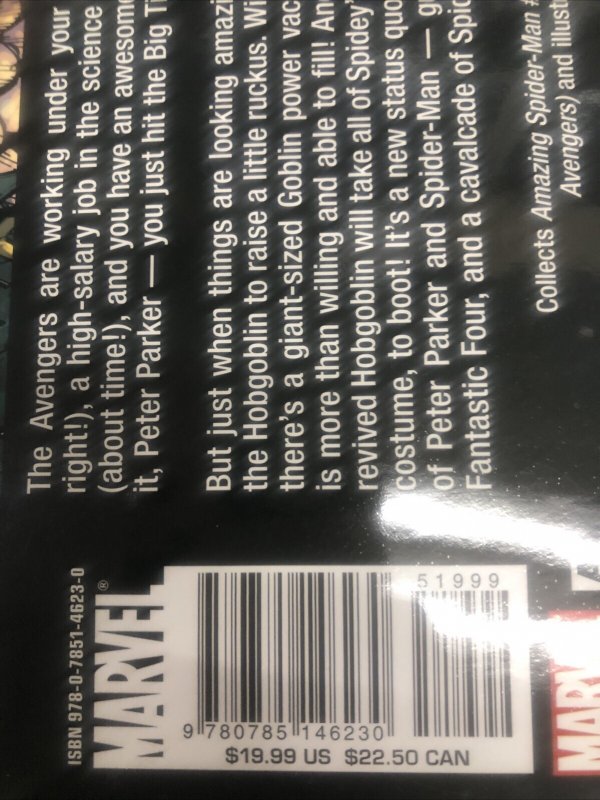 The Avengers are working under your
right!), a high-salary job in the science
(about time!), and you have an awesome
it, Peter Parker — you just hit the Big
But just when things are looking
the Hobgoblin to raise a little ruckus.
there's a giant-sized Goblin power
is more than willing and able to fill!
revived Hobgoblin will take all of Spidey'
costume, to boot! It's a new status quo
of Peter Parker and Spider-Man —
Fantastic Four, and a cavalcade of
Collects Amazing Spider-Man #
Avengers) and
ISBN 978-0-7851-4623-0
MARVEL®
51999
9 780785 146230
$19.99 US $22.50 CAN